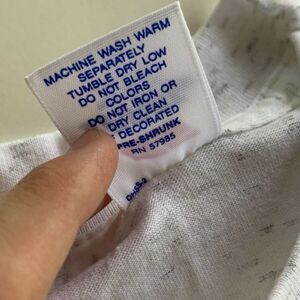 MACHINE WASH WARM
SEPARATELY
TUMBLE DRY LOW
DO NOT BLEACH
COLORS
DO NOT IRON OR
DRY CLEAN
DECORATED
PRE-SHRUNK
RN 57985